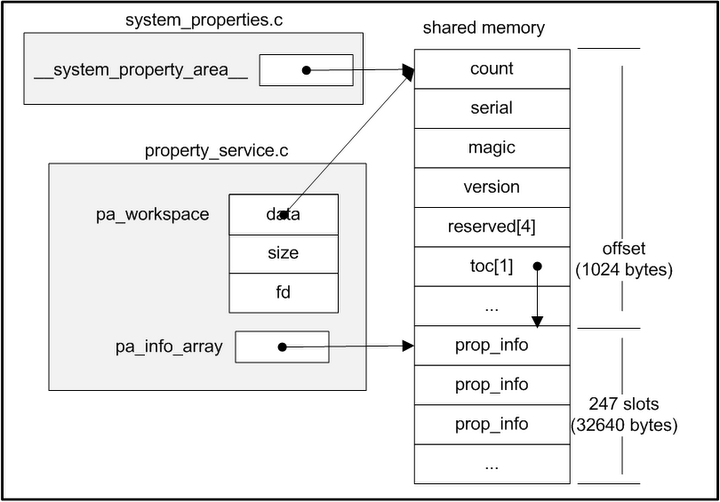 system_properties.c
__system_property_area__
property_service.c
pa_workspace
data
size
fd
pa_info_array
shared memory
count
serial
magic
version
reserved[4]
toc[1]
...
prop_info
prop_info
prop_info
...
offset
(1024 bytes)
247 slots
(32640 bytes)